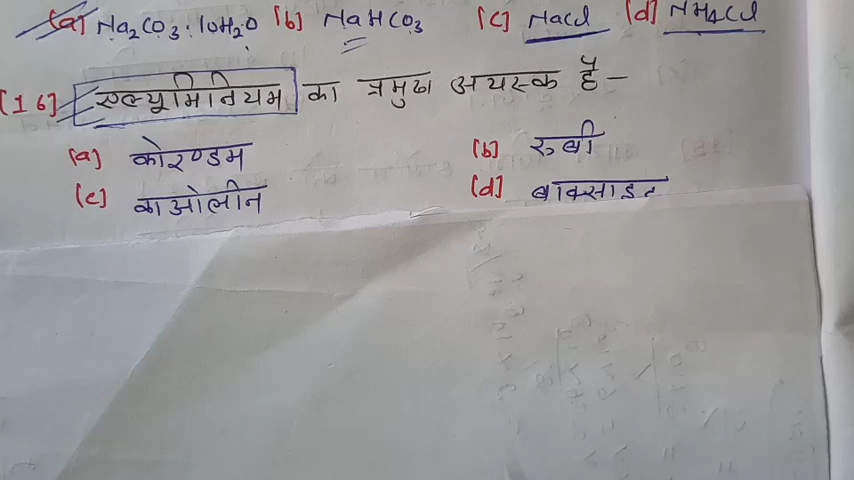 (a) Na2CO3.10H2O (b) NaHCO3 (c) NaCl (d) NH4Cl
[16] एल्यूमिनियम का प्रमुख अयस्क है –
(a) कोरण्डम (b) रुबी
(c) काओलीन (d) बाक्साइट